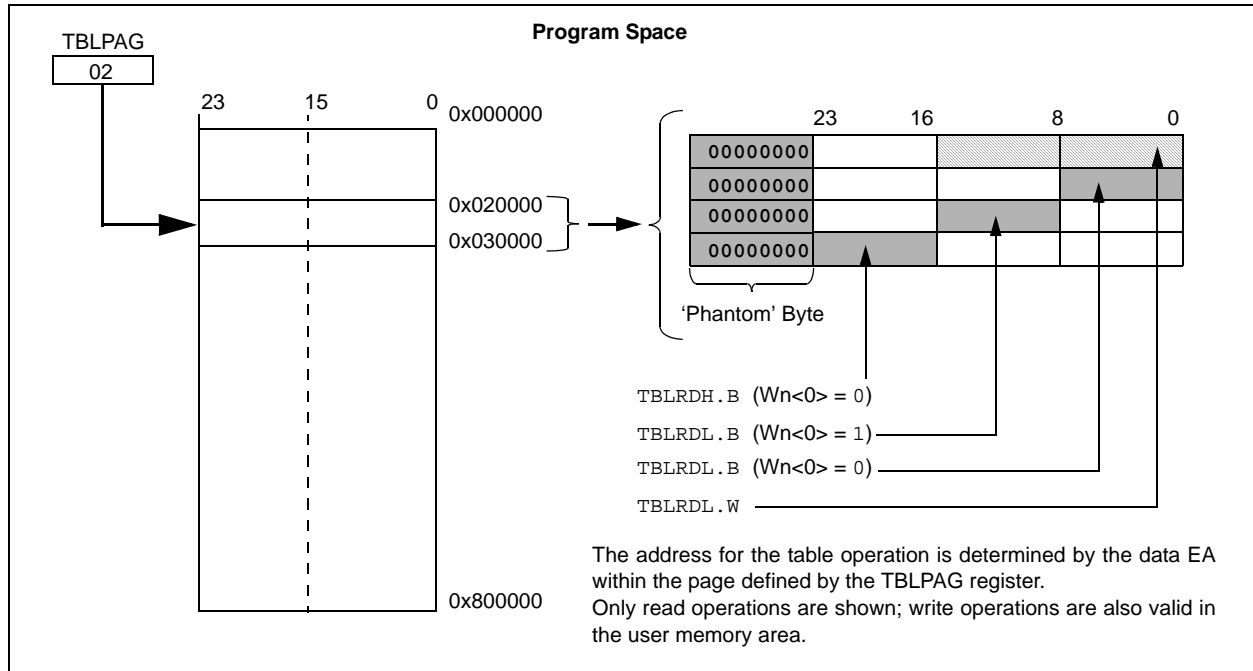 Program Space
TBLPAG
02
23 15 0
0x000000
0x020000
0x030000
0x800000
23 16 8 0
00000000
00000000
00000000
00000000
‘Phantom’ Byte
TBLRDH.B (Wn<0> = 0)
TBLRDL.B (Wn<0> = 1)
TBLRDL.B (Wn<0> = 0)
TBLRDL.W
The address for the table operation is determined by the data EA
within the page defined by the TBLPAG register.
Only read operations are shown; write operations are also valid in
the user memory area.